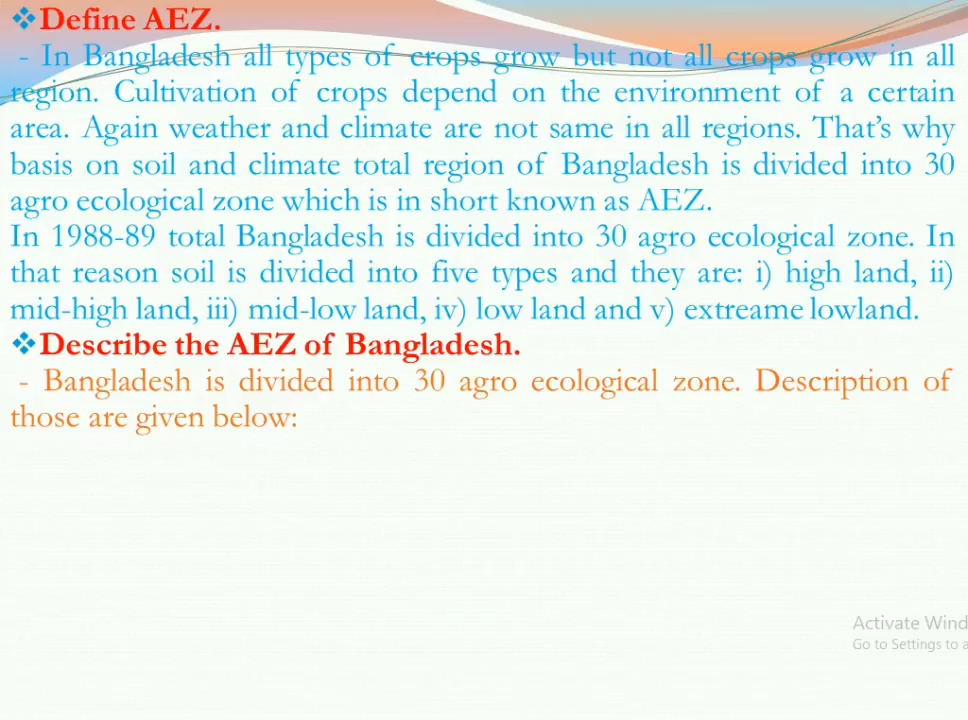 ❖Define AEZ.
- In Bangladesh all types of crops grow but not all crops grow in all
region. Cultivation of crops depend on the environment of a certain
area. Again weather and climate are not same in all regions. That’s why
basis on soil and climate total region of Bangladesh is divided into 30
agro ecological zone which is in short known as AEZ.
In 1988-89 total Bangladesh is divided into 30 agro ecological zone. In
that reason soil is divided into five types and they are: i) high land, ii)
mid-high land, iii) mid-low land, iv) low land and v) extreame lowland.
❖Describe the AEZ of Bangladesh.
- Bangladesh is divided into 30 agro ecological zone. Description of
those are given below:
Activate Wind
Go to Settings to a